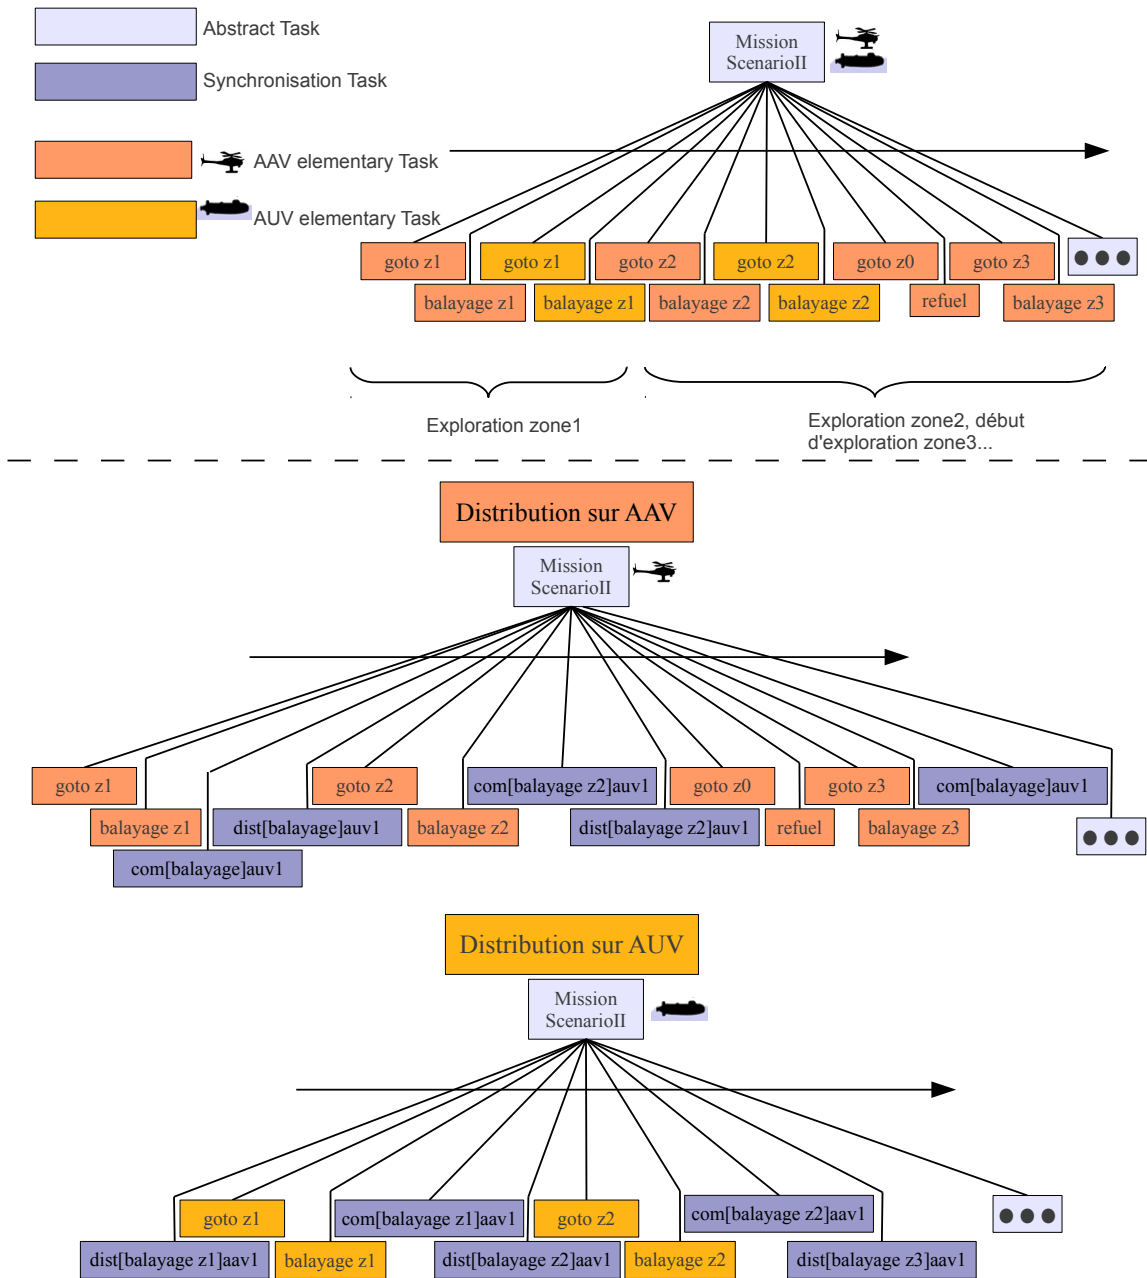 Abstract Task
Synchronisation Task
AAV elementary Task
AUV elementary Task
Mission
ScenarioII
goto z1
goto z1
goto z2
goto z2
goto z0
goto z3
balayage z1
balayage z1
balayage z2
balayage z2
refuel
balayage z3
Exploration zone1
Exploration zone2, début
d'exploration zone3...
Distribution sur AAV
Mission
ScenarioII
goto z1
goto z2
com[balayage z2]auv1
goto z0
goto z3
com[balayage]auv1
balayage z1
dist[balayage]auv1
balayage z2
dist[balayage z2]auv1
refuel
balayage z3
com[balayage]auv1
Distribution sur AUV
Mission
ScenarioII
goto z1
com[balayage z1]aav1
goto z2
com[balayage z2]aav1
dist[balayage z1]aav1
balayage z1
dist[balayage z2]aav1
balayage z2
dist[balayage z3]aav1